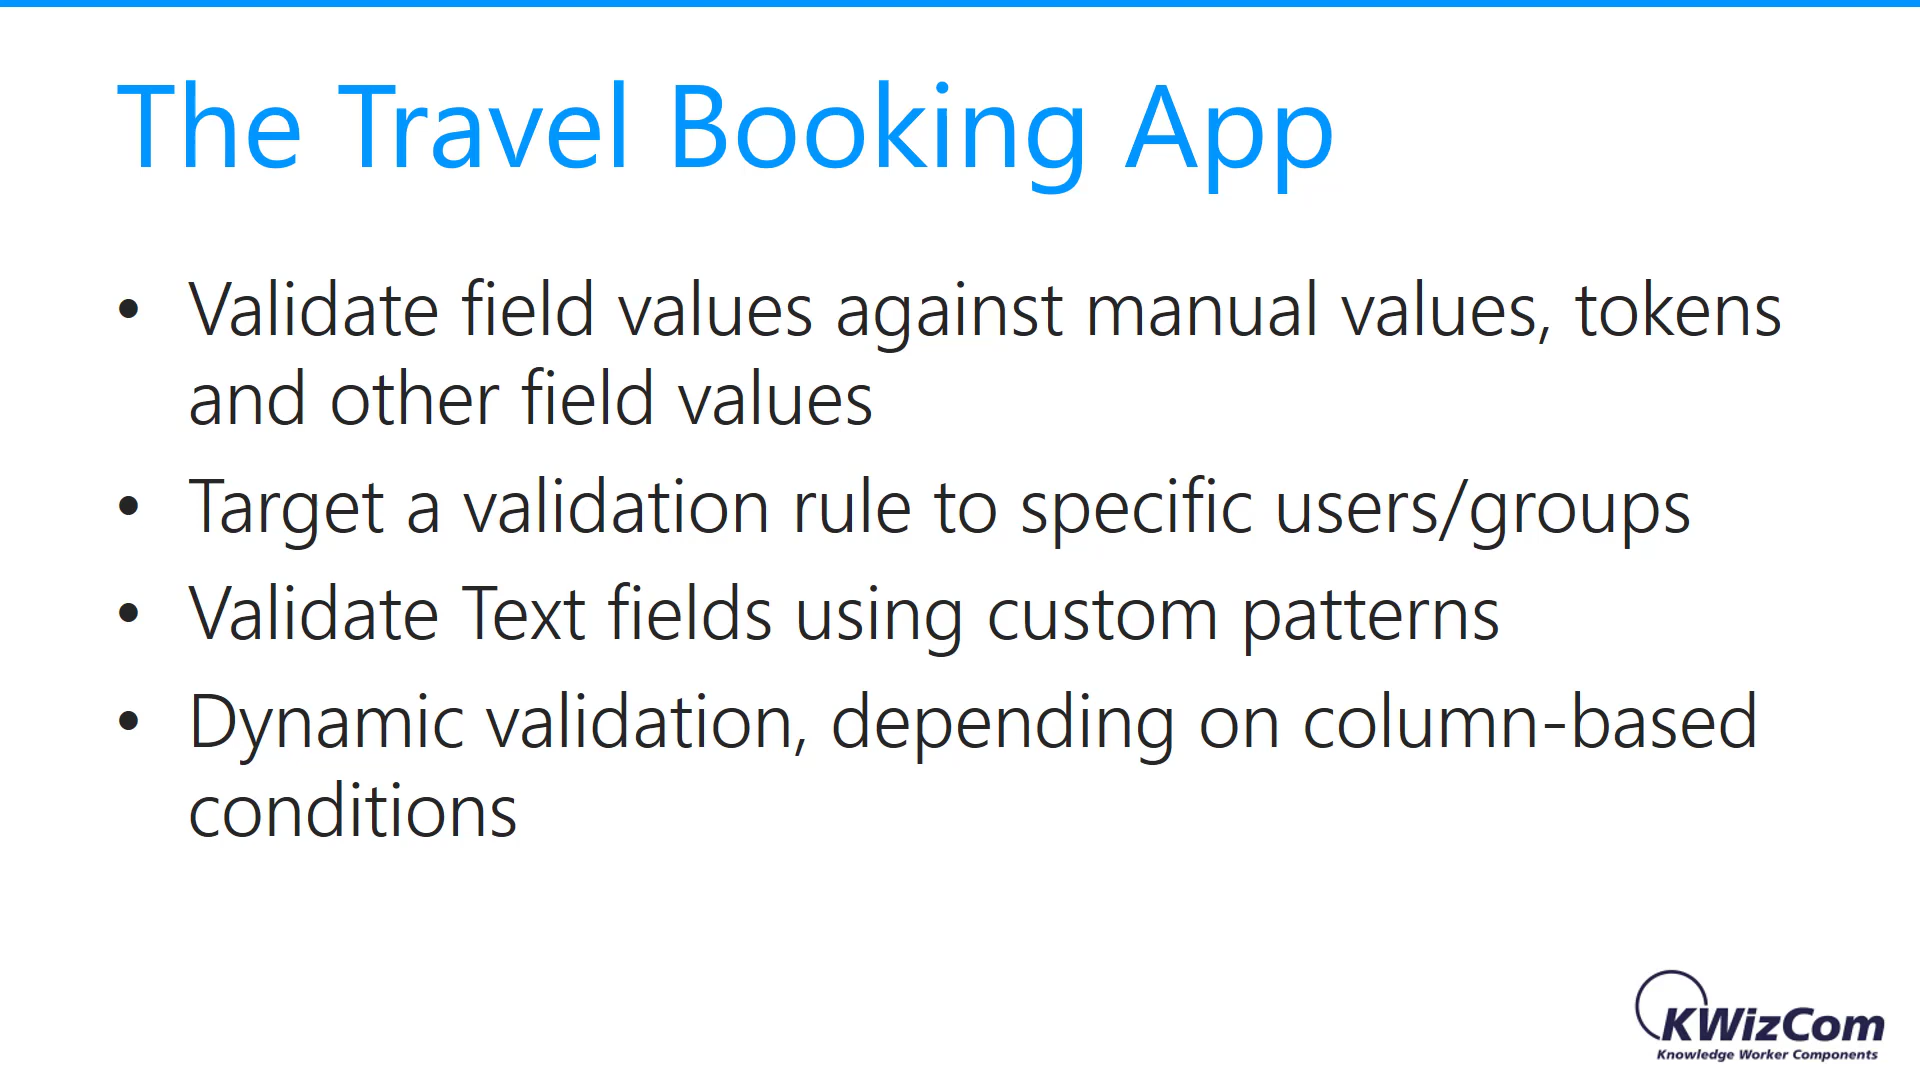 The Travel Booking App
• Validate field values against manual values, tokens
and other field values
• Target a validation rule to specific users/groups
• Validate Text fields using custom patterns
• Dynamic validation, depending on column-based
conditions
KWizCom
Knowledge Worker Components